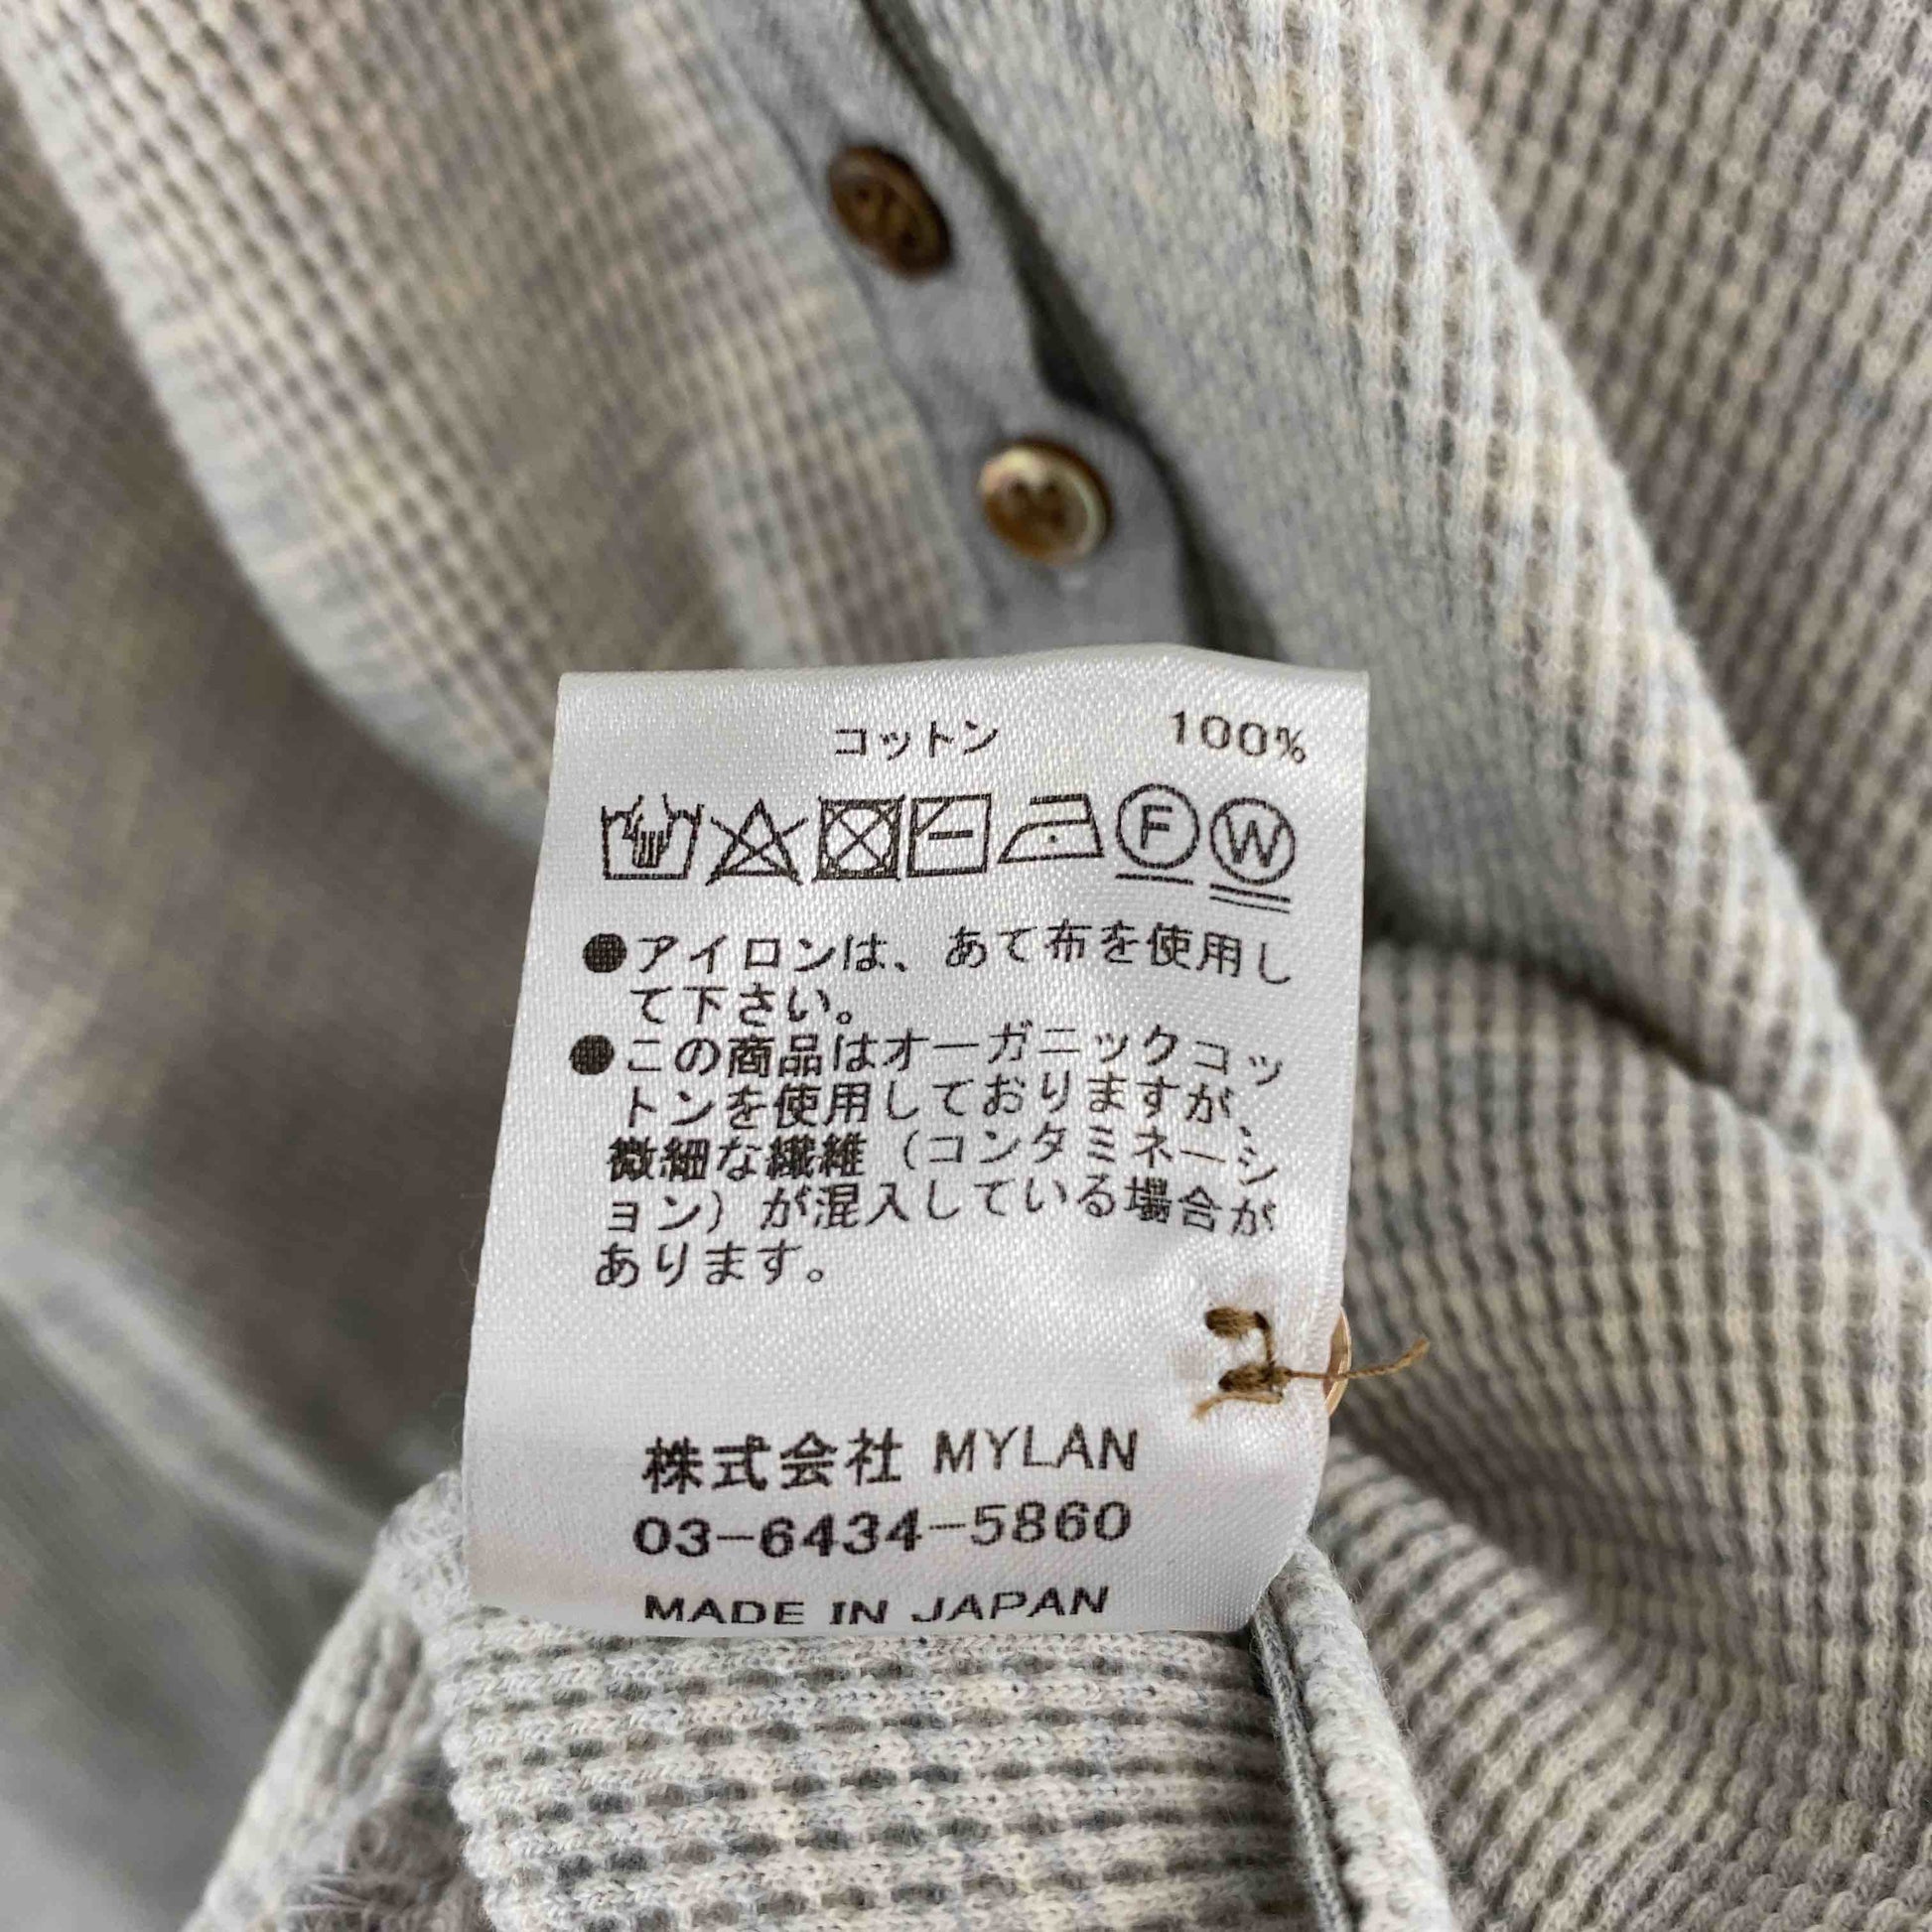 コットン 100%
F W
●アイロンは、あて布を使用し
て下さい。
●この商品はオーガニックコッ
トンを使用しておりますが、
微細な繊維（コンタミネーシ
ョン）が混入している場合が
あります。
株式会社 MYLAN
03-6434-5860
MADE IN JAPAN